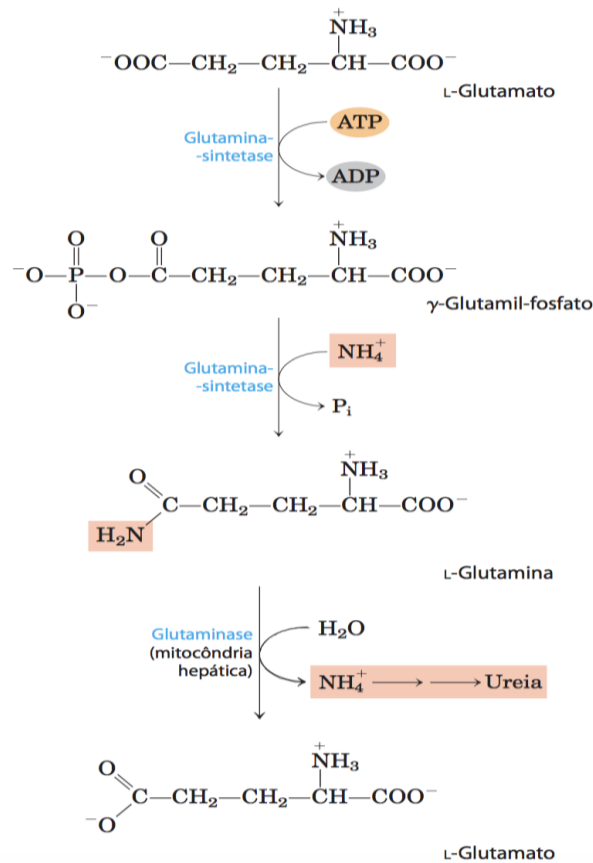 NH₃⁺
⁻OOC—CH₂—CH₂—CH—COO⁻
L-Glutamato
ATP
Glutamina-
-sintetase
ADP
O O NH₃⁺
⁻O—P—O—C—CH₂—CH₂—CH—COO⁻
O⁻
γ-Glutamil-fosfato
NH₄⁺
Glutamina-
-sintetase
Pᵢ
O NH₃⁺
C—CH₂—CH₂—CH—COO⁻
H₂N
L-Glutamina
Glutaminase
(mitocôndria
hepática)
H₂O
NH₄⁺ ⟶ ⟶ Ureia
O NH₃⁺
C—CH₂—CH₂—CH—COO⁻
⁻O
L-Glutamato